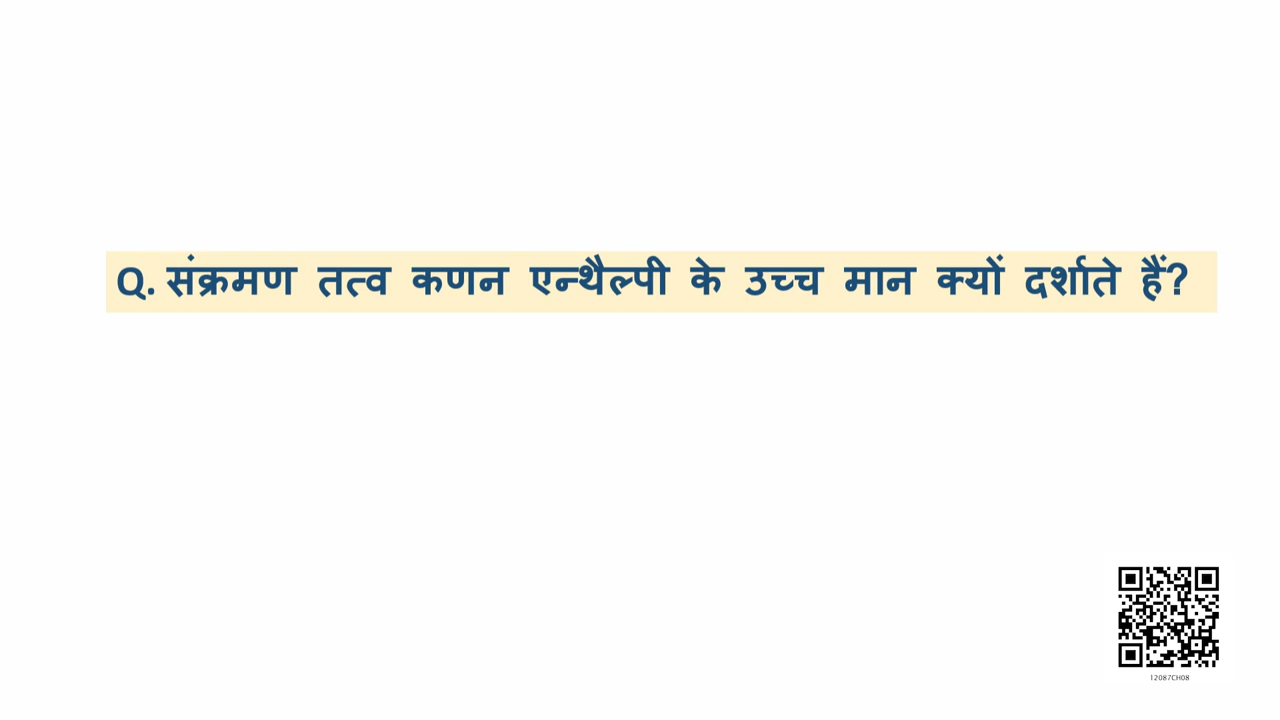 Q. संक्रमण तत्व कणन एन्थैल्पी के उच्च मान क्यों दर्शाते हैं?
12087CH08